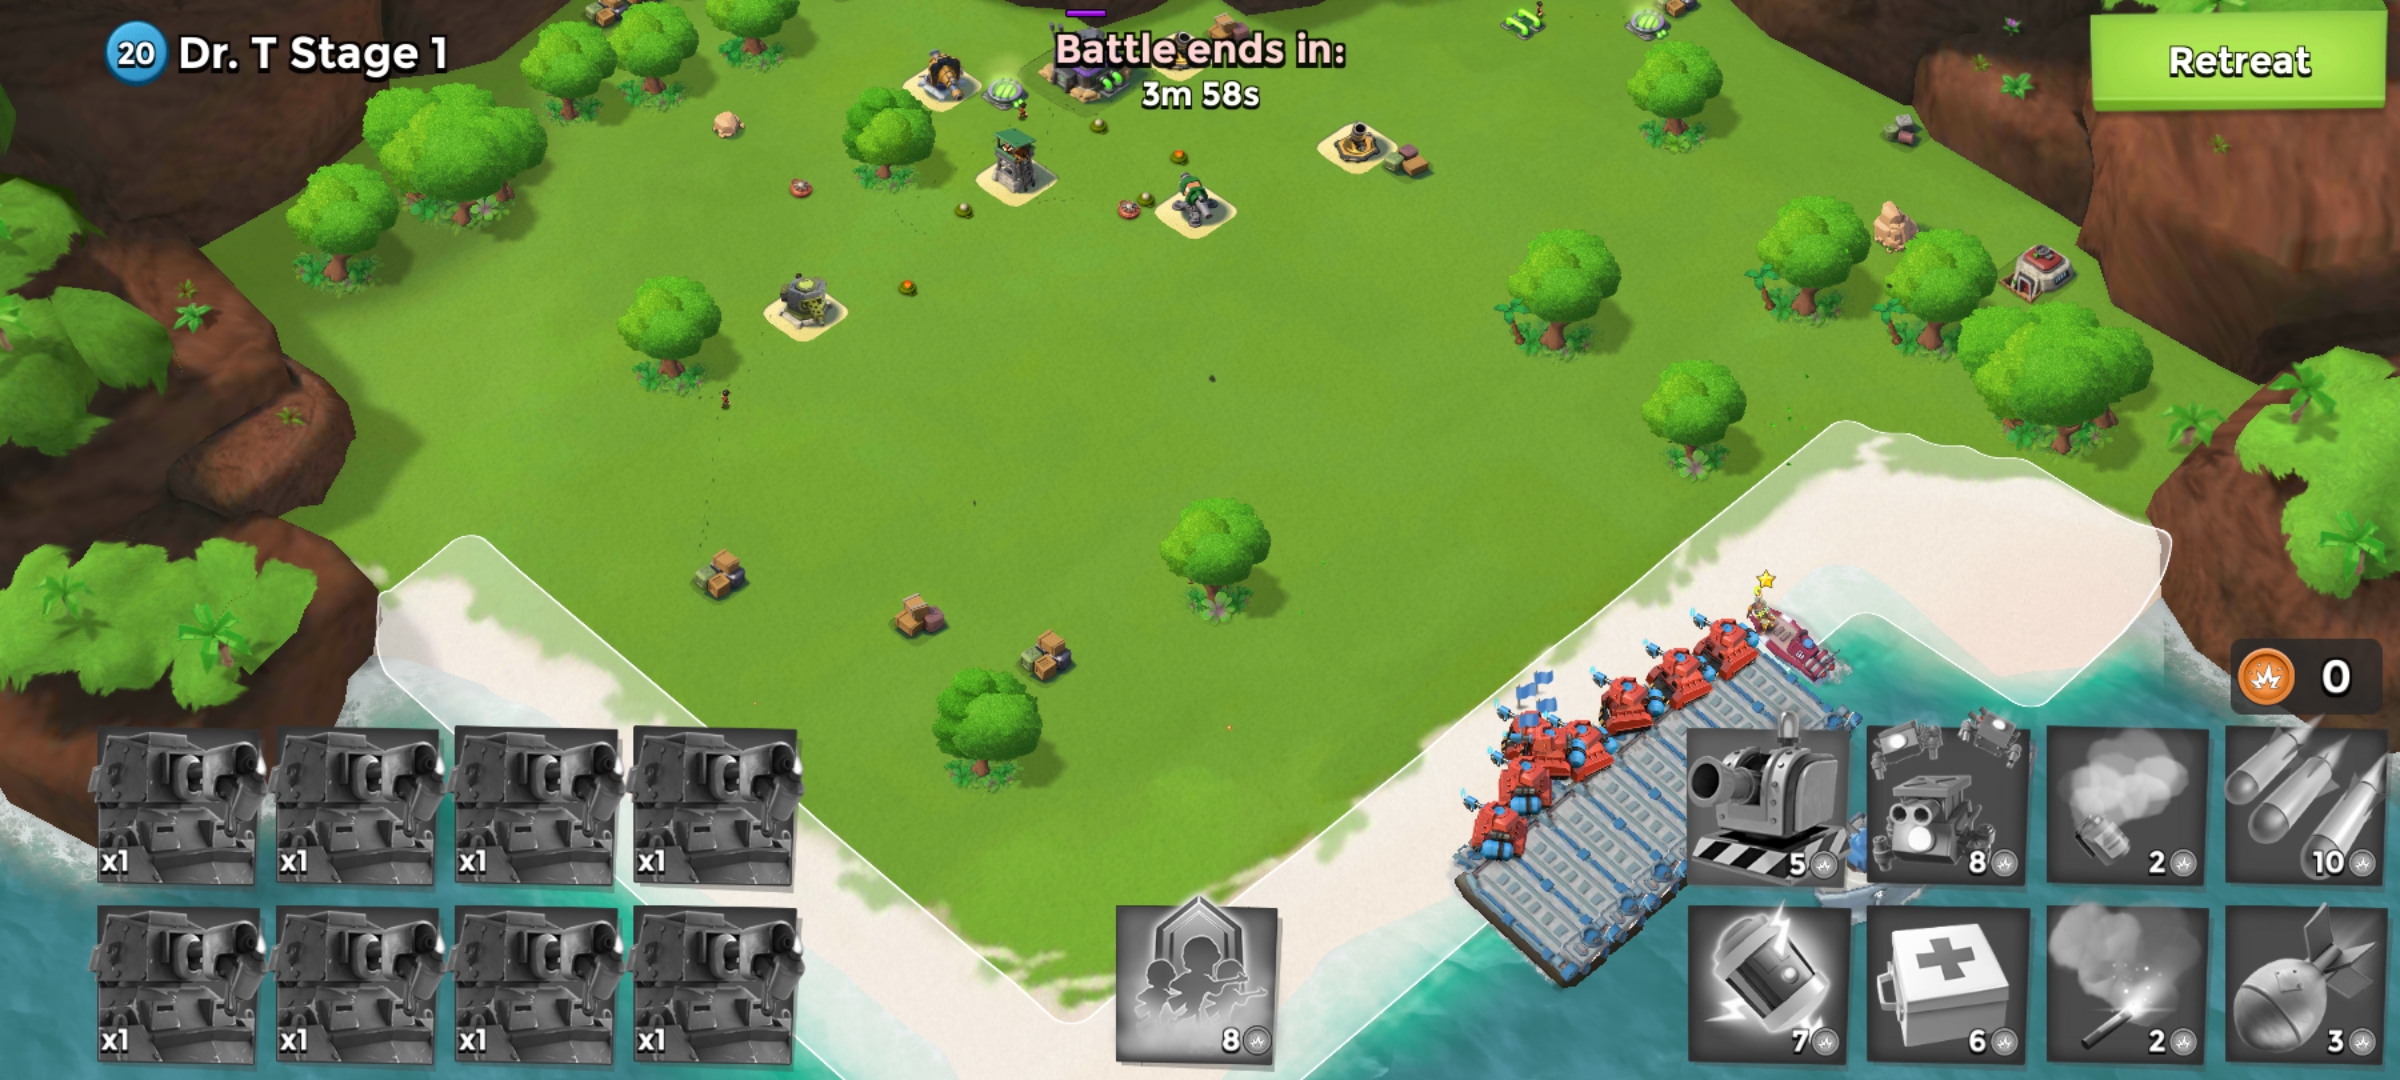 20 Dr. T Stage 1
Battle ends in:
3m 58s
Retreat
0
x1 x1 x1 x1
5 8 2 10
x1 x1 x1 x1
8
7 6 2 3